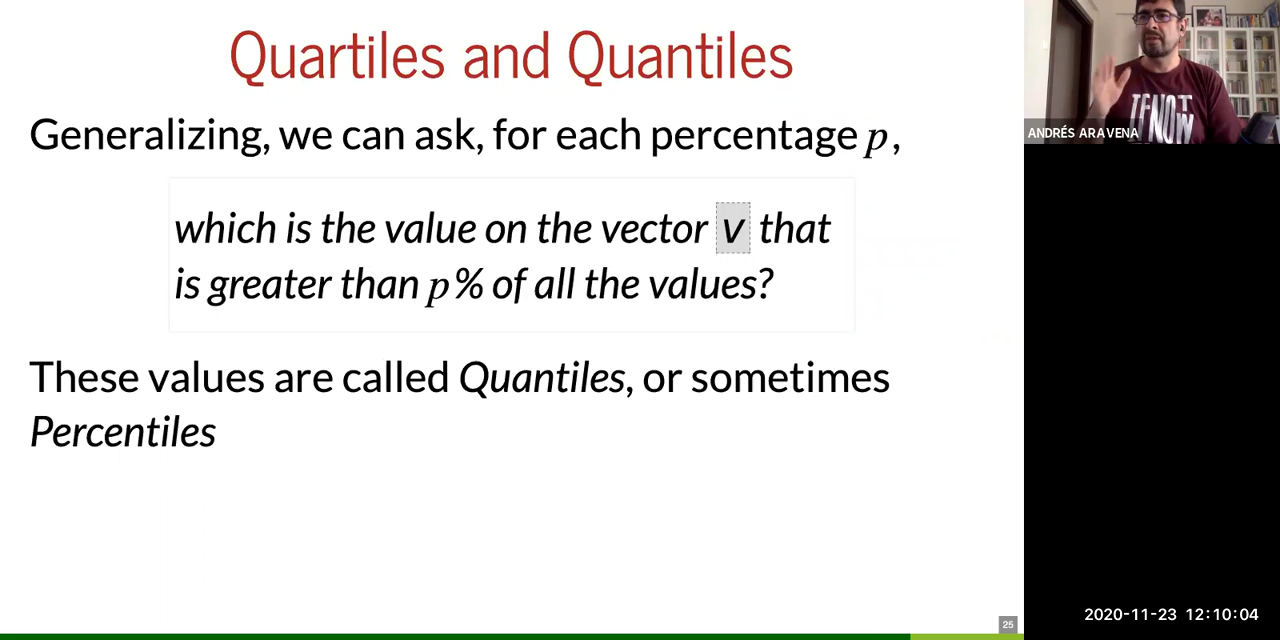 Quartiles and Quantiles
Generalizing, we can ask, for each percentage p,
which is the value on the vector v that
is greater than p% of all the values?
These values are called Quantiles, or sometimes
Percentiles
25
ANDRÉS ARAVENA
2020-11-23 12:10:04